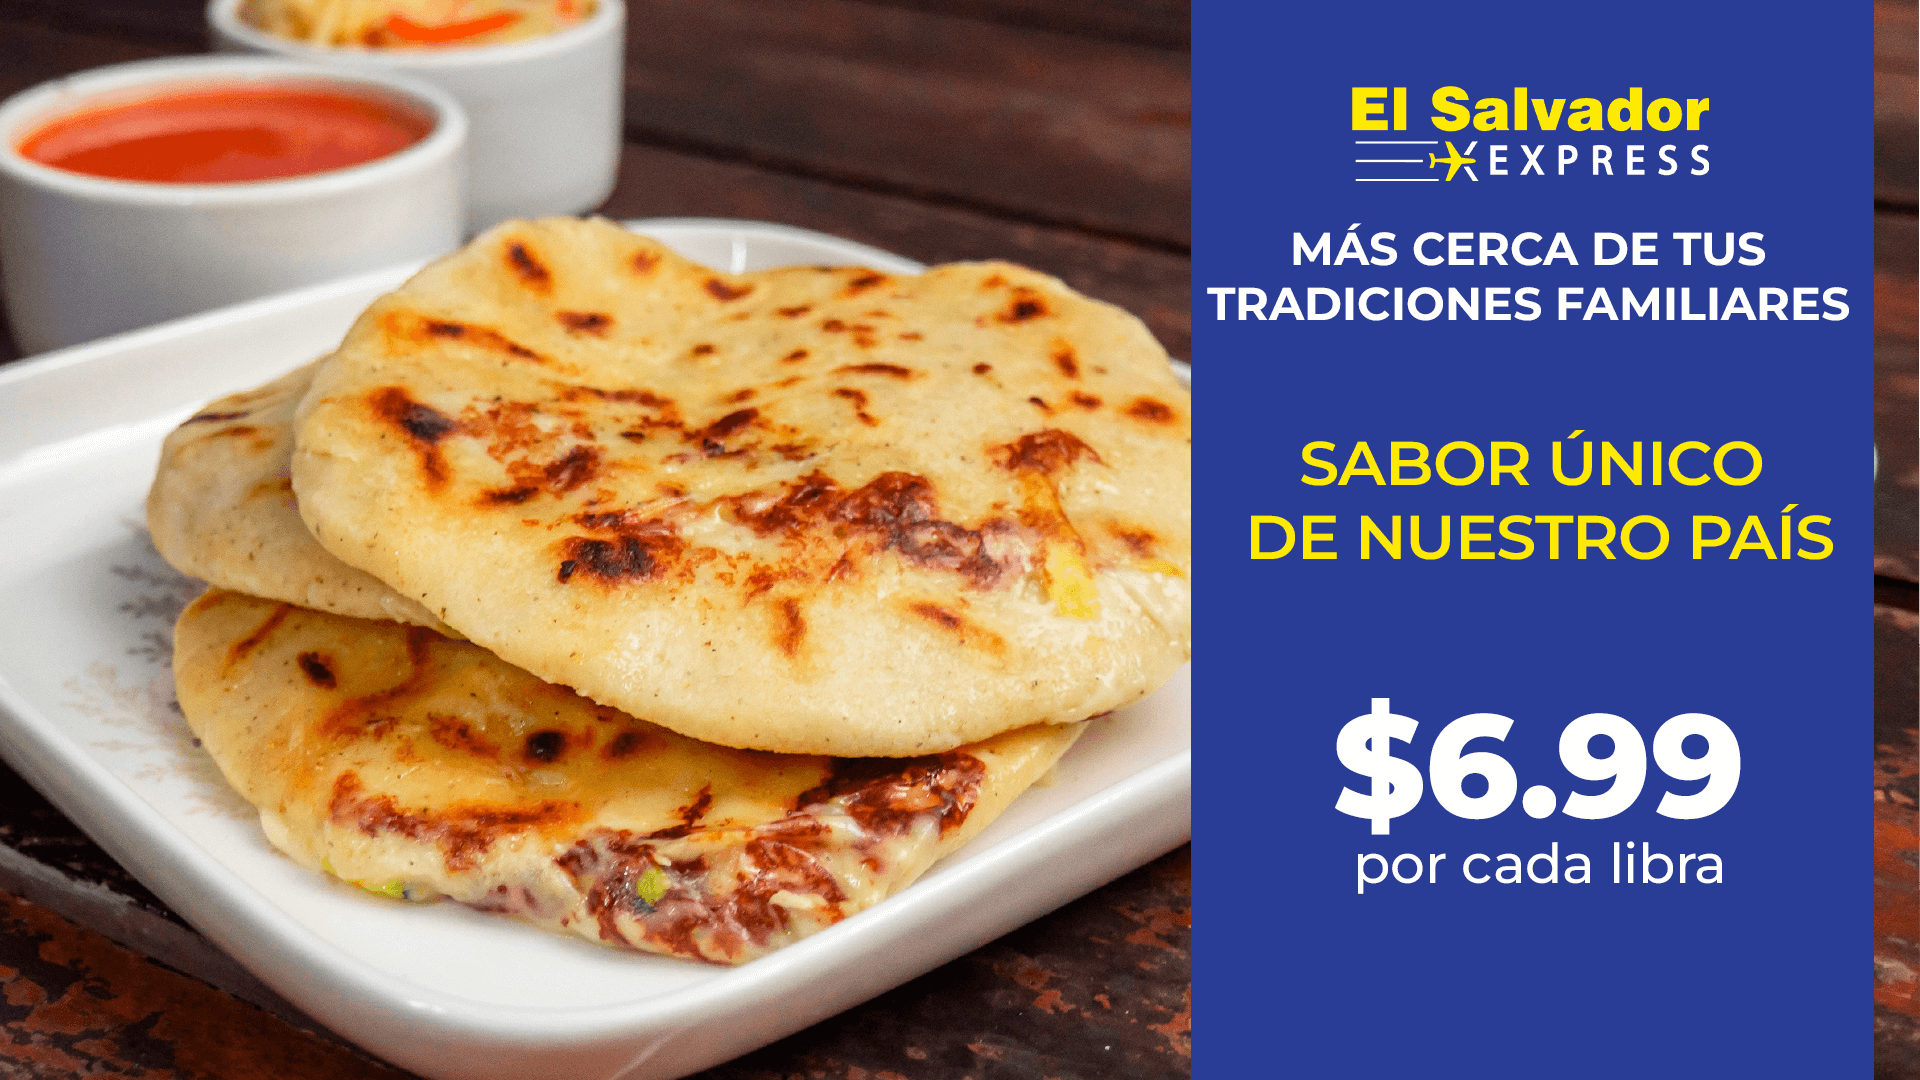 El Salvador
EXPRESS
MÁS CERCA DE TUS
TRADICIONES FAMILIARES
SABOR ÚNICO
DE NUESTRO PAÍS
$6.99
por cada libra